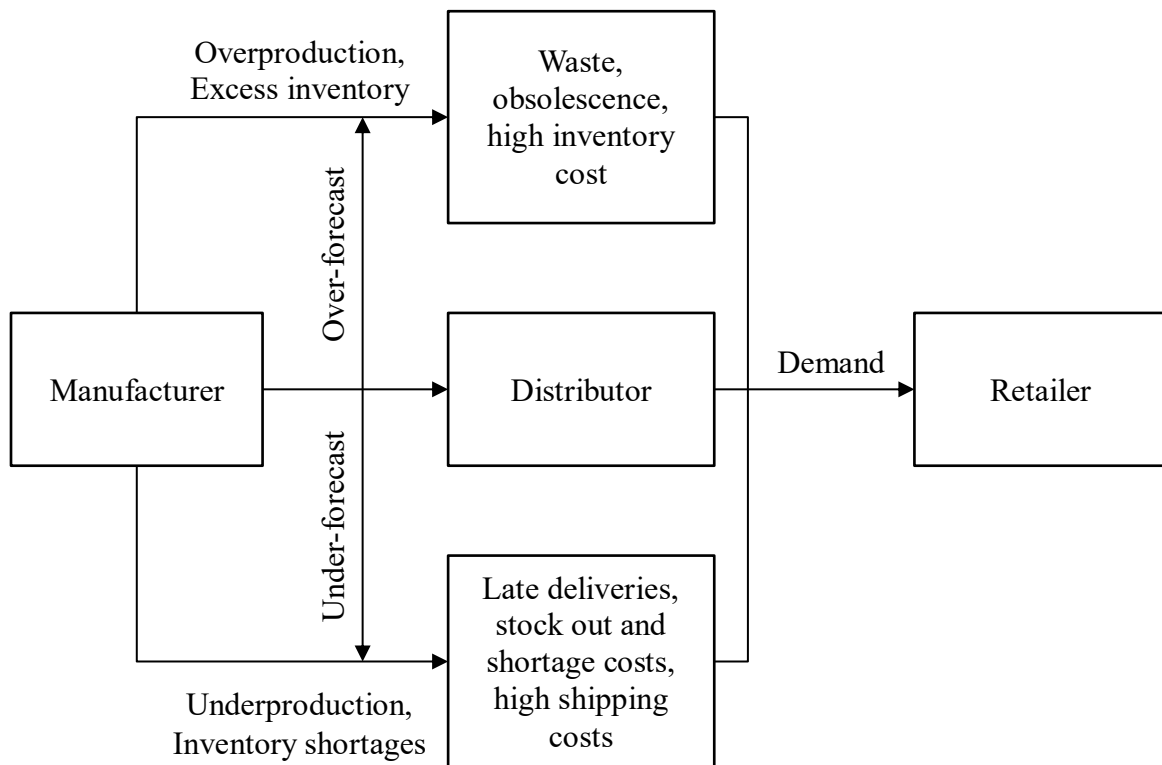 Overproduction,
Excess inventory
Waste,
obsolescence,
high inventory
cost
Over-forecast
Manufacturer
Distributor
Demand
Retailer
Under-forecast
Underproduction,
Inventory shortages
Late deliveries,
stock out and
shortage costs,
high shipping
costs